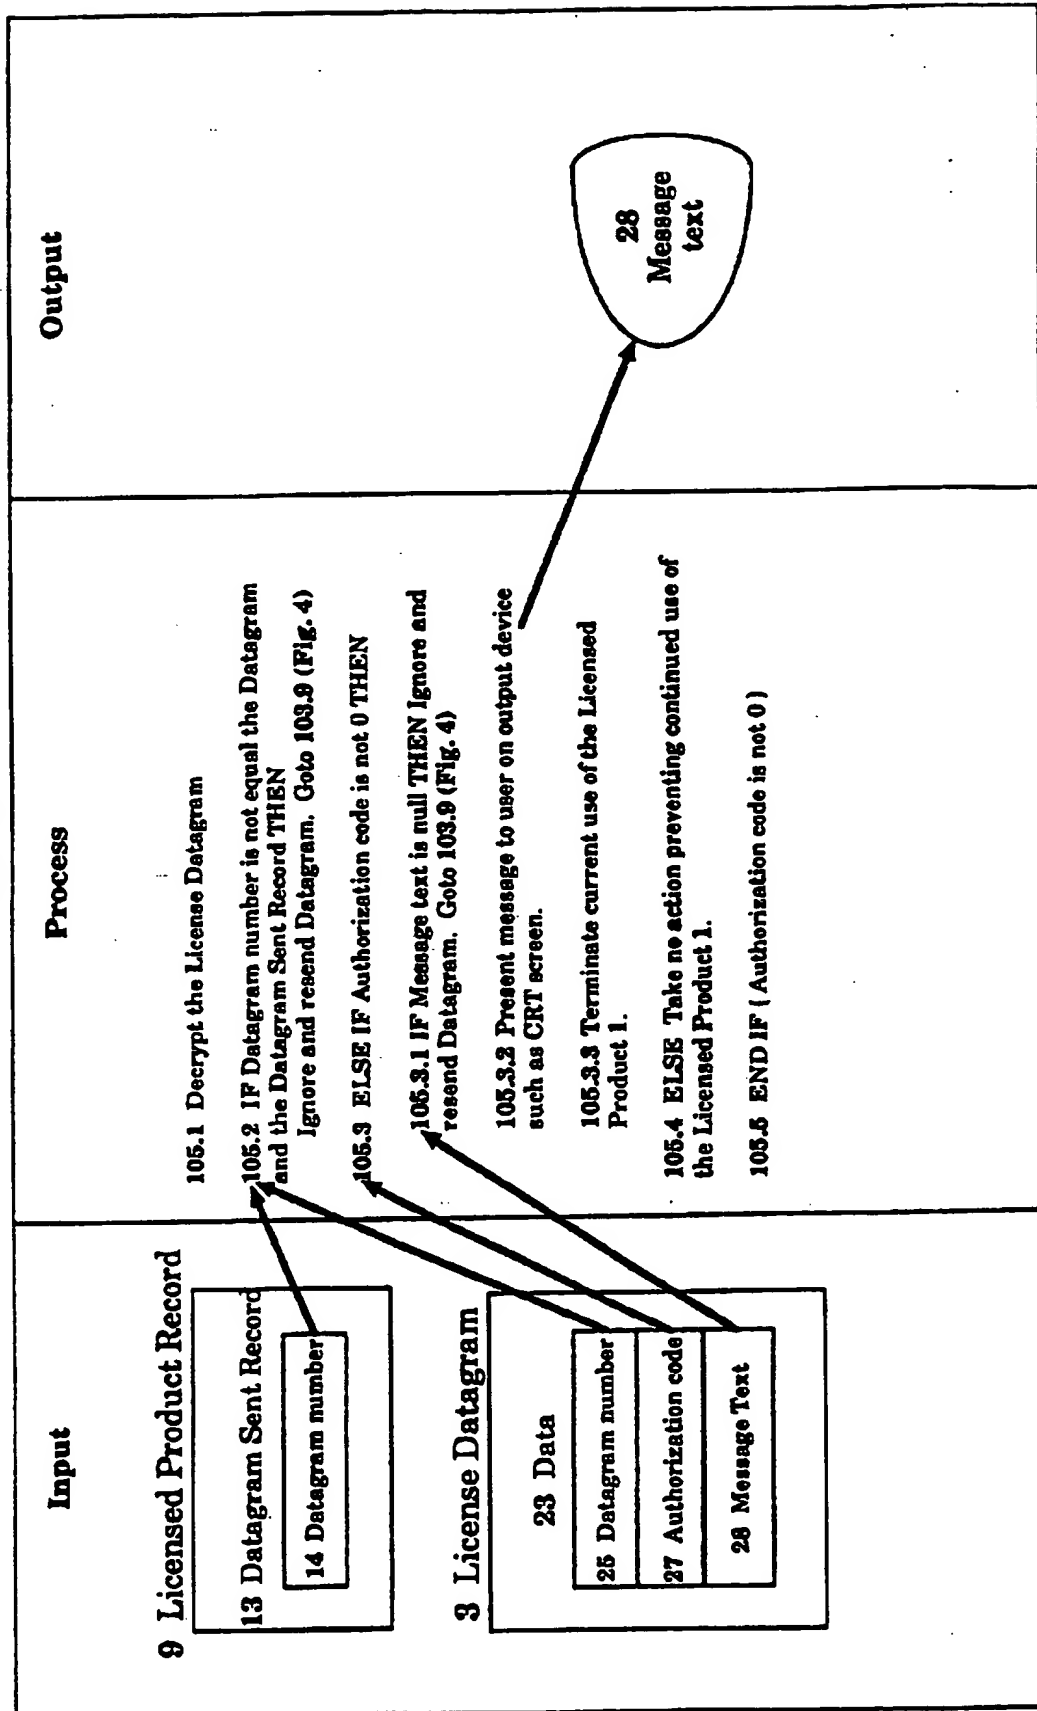 Input
Process
Output
9 Licensed Product Record
13 Datagram Sent Record
14 Datagram number
3 License Datagram
23 Data
25 Datagram number
27 Authorization code
28 Message Text
105.1 Decrypt the License Datagram
105.2 IF Datagram number is not equal the Datagram
and the Datagram Sent Record THEN
Ignore and resend Datagram. Goto 103.9 (Fig. 4)
105.3 ELSE IF Authorization code is not 0 THEN
105.3.1 IF Message text is null THEN Ignore and
resend Datagram. Goto 103.9 (Fig. 4)
105.3.2 Present message to user on output device
such as CRT screen.
105.3.3 Terminate current use of the Licensed
Product 1.
105.4 ELSE Take no action preventing continued use of
the Licensed Product 1.
105.5 END IF { Authorization code is not 0 }
28
Message
text